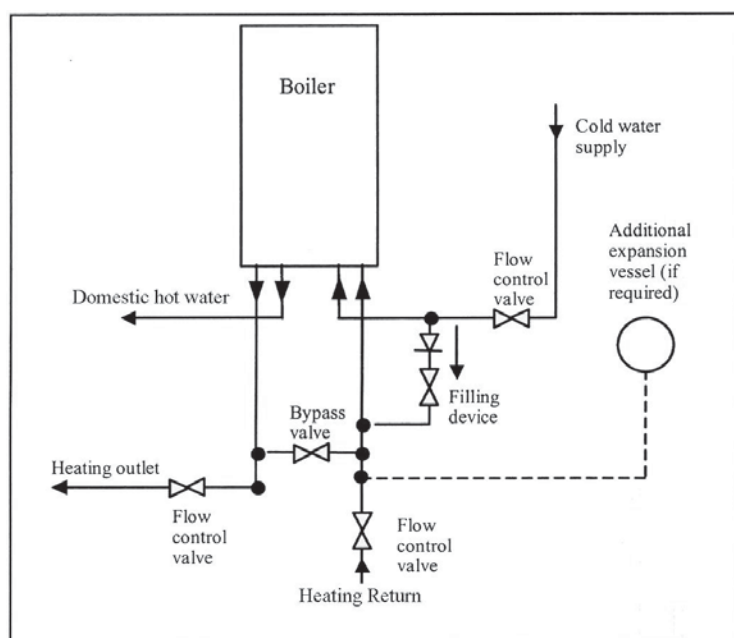 Boiler
Cold water
supply
Additional
expansion
vessel (if
required)
Flow
control
valve
Domestic hot water
Filling
device
Bypass
valve
Heating outlet
Flow
control
valve
Flow
control
valve
Heating Return